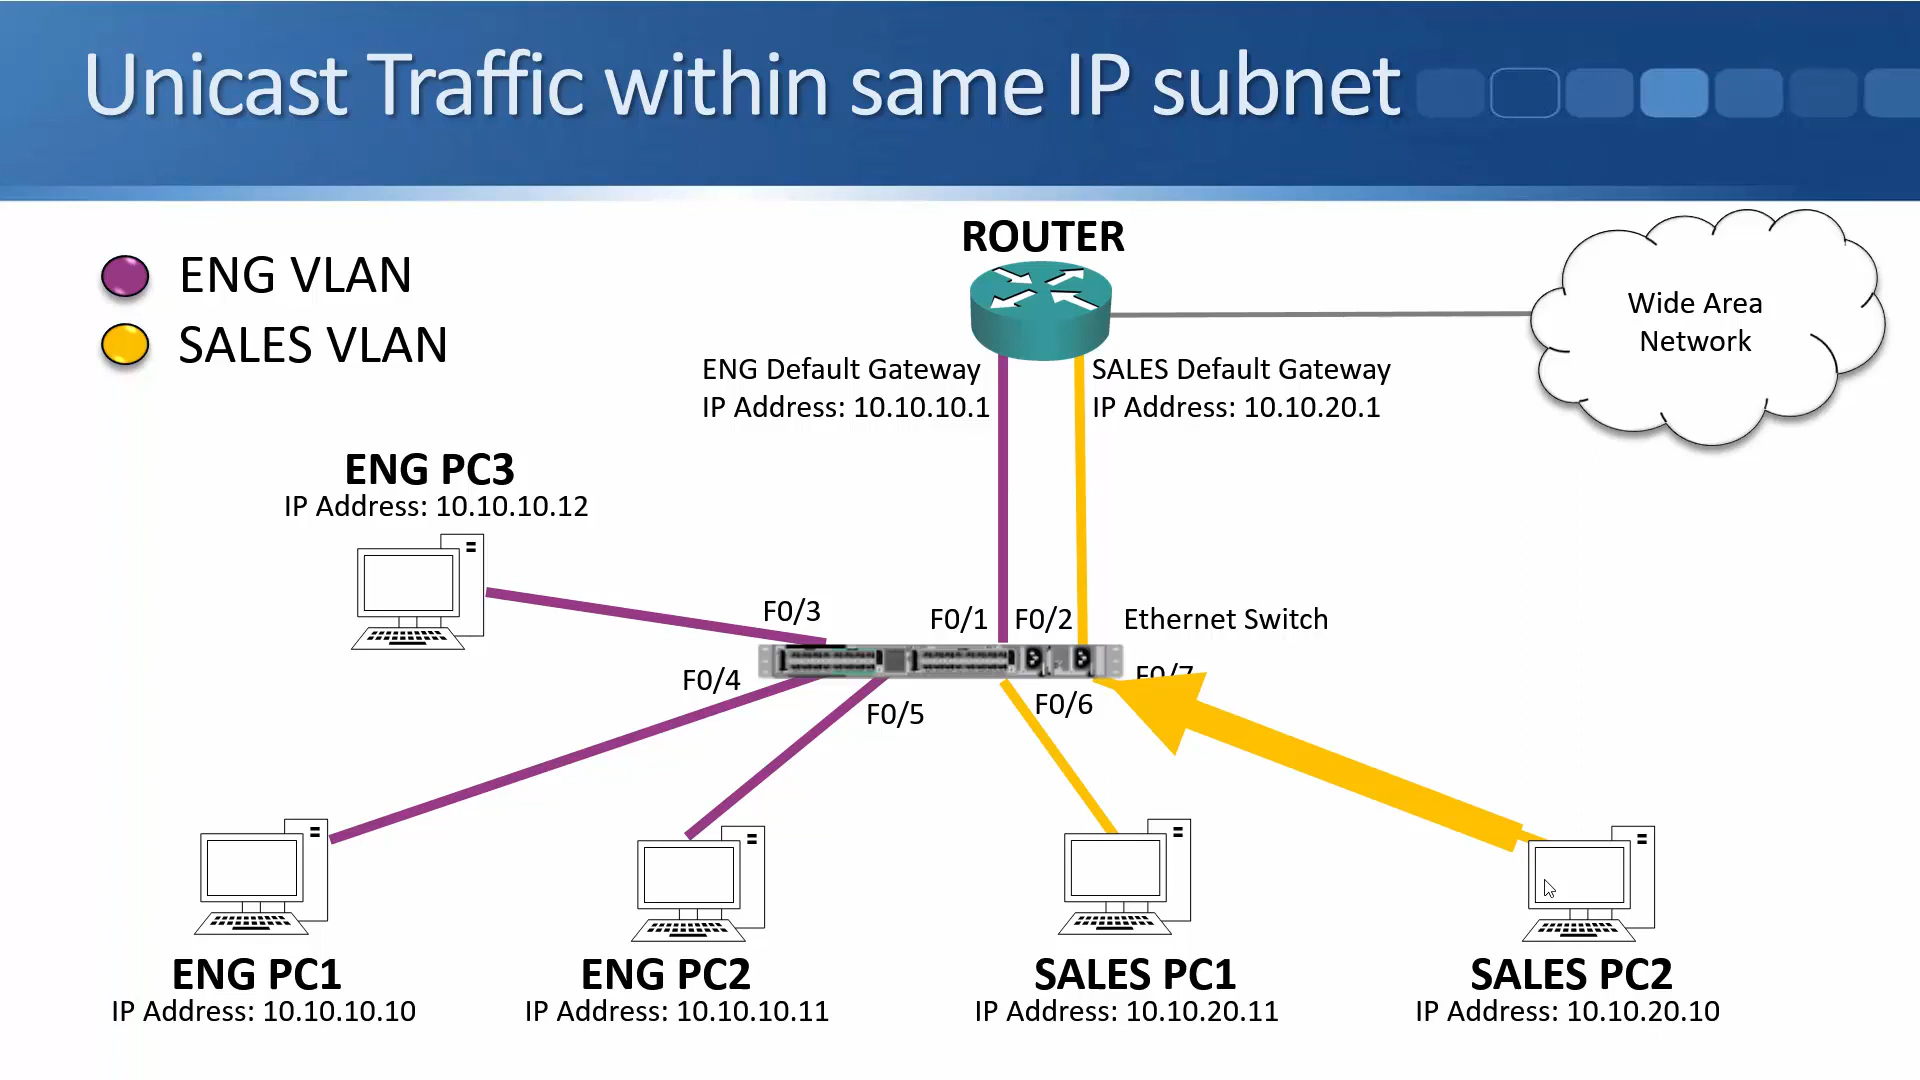 Unicast Traffic within same IP subnet
ENG VLAN
SALES VLAN
ROUTER
Wide Area
Network
ENG Default Gateway
IP Address: 10.10.10.1
SALES Default Gateway
IP Address: 10.10.20.1
ENG PC3
IP Address: 10.10.10.12
F0/3
F0/1
F0/2
Ethernet Switch
F0/4
F0/5
F0/6
F0/7
ENG PC1
IP Address: 10.10.10.10
ENG PC2
IP Address: 10.10.10.11
SALES PC1
IP Address: 10.10.20.11
SALES PC2
IP Address: 10.10.20.10